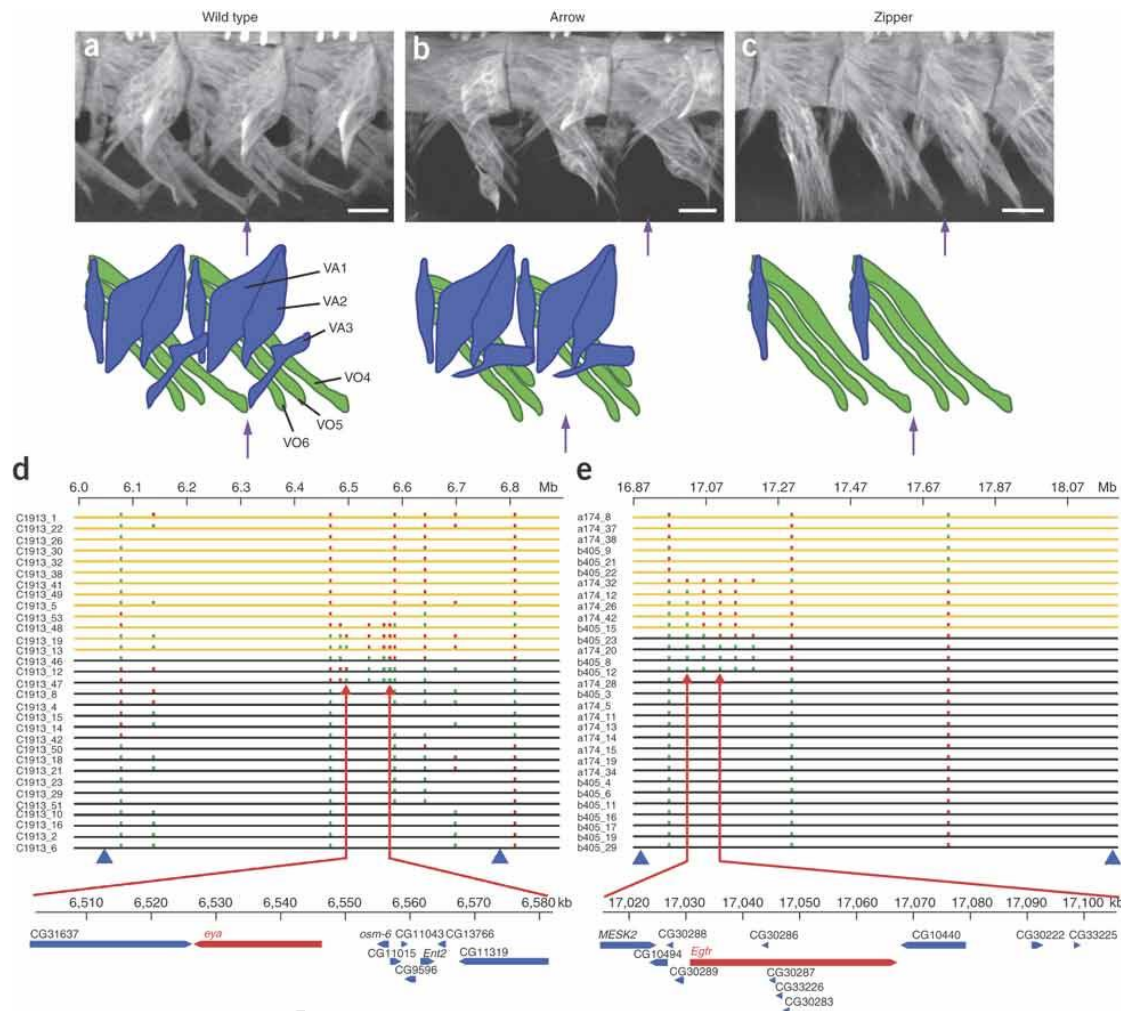 Wild type
Arrow
Zipper
a
b
c
VA1
VA2
VA3
VO4
VO5
VO6
d
6.0 6.1 6.2 6.3 6.4 6.5 6.6 6.7 6.8 Mb
C1913_1
C1913_22
C1913_26
C1913_30
C1913_32
C1913_38
C1913_41
C1913_49
C1913_5
C1913_53
C1913_48
C1913_19
C1913_13
C1913_46
C1913_12
C1913_47
C1913_8
C1913_4
C1913_15
C1913_14
C1913_42
C1913_50
C1913_18
C1913_21
C1913_23
C1913_29
C1913_51
C1913_10
C1913_16
C1913_2
C1913_6
6,510 6,520 6,530 6,540 6,550 6,560 6,570 6,580 kb
CG31637 eya osm-6 CG11043 CG13766
CG11015 Ent2 CG11319
CG9596
e
16.87 17.07 17.27 17.47 17.67 17.87 18.07 Mb
a174_8
a174_37
a174_38
b405_9
b405_21
b405_22
a174_32
a174_12
a174_26
a174_42
b405_15
b405_23
a174_20
b405_8
b405_12
a174_28
b405_3
a174_5
a174_11
a174_13
a174_14
a174_15
a174_19
a174_34
b405_4
b405_6
b405_11
b405_16
b405_17
b405_19
b405_29
17,020 17,030 17,040 17,050 17,060 17,070 17,080 17,090 17,100 kb
MESK2 CG30288 CG30286 CG10440 CG30222 CG33225
CG10494 Egfr
CG30289 CG30287
CG33226
CG30283